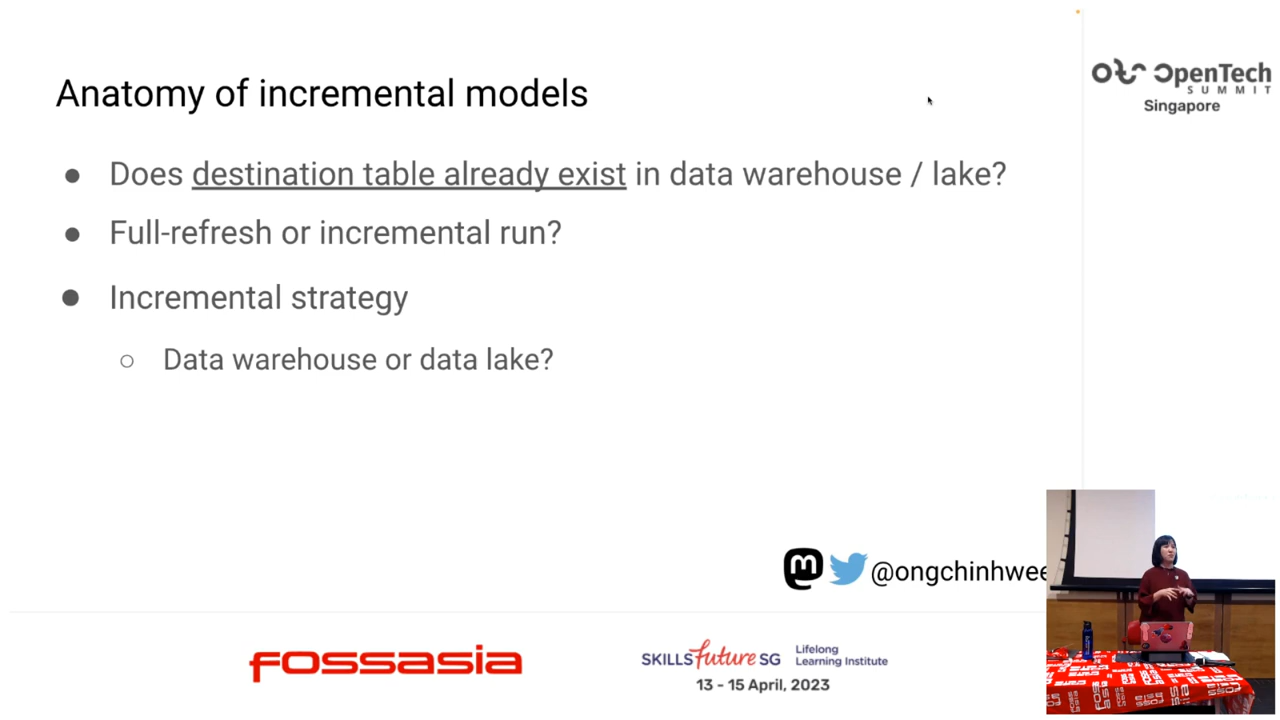 Anatomy of incremental models
● Does destination table already exist in data warehouse / lake?
● Full-refresh or incremental run?
● Incremental strategy
○ Data warehouse or data lake?
OpenTech
SUMMIT
Singapore
@ongchinhwee
FOSSASIA
SKILLS future SG
Lifelong
Learning Institute
13 - 15 April, 2023